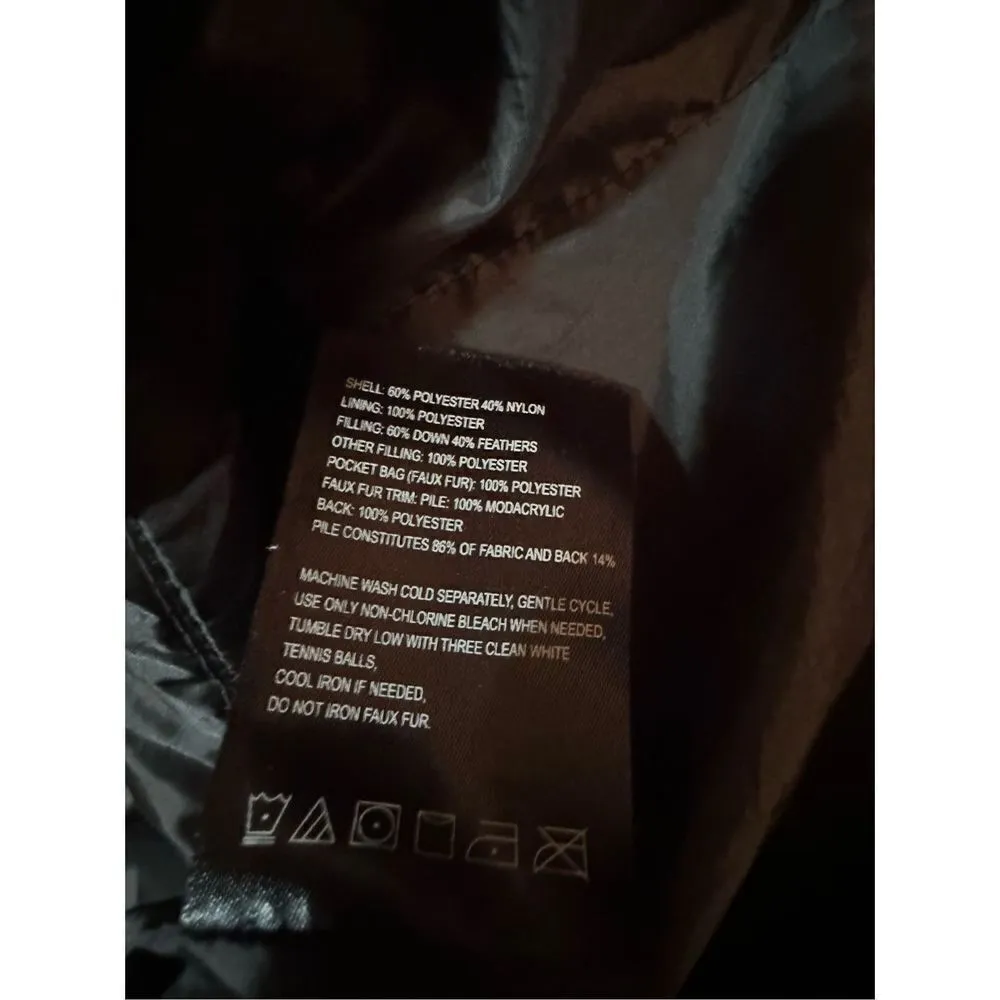 SHELL: 60% POLYESTER 40% NYLON
LINING: 100% POLYESTER
FILLING: 60% DOWN 40% FEATHERS
OTHER FILLING: 100% POLYESTER
POCKET BAG (FAUX FUR): 100% POLYESTER
FAUX FUR TRIM: PILE: 100% MODACRYLIC
BACK: 100% POLYESTER
PILE CONSTITUTES 86% OF FABRIC AND BACK 14%
MACHINE WASH COLD SEPARATELY, GENTLE CYCLE,
USE ONLY NON-CHLORINE BLEACH WHEN NEEDED,
TUMBLE DRY LOW WITH THREE CLEAN WHITE
TENNIS BALLS,
COOL IRON IF NEEDED,
DO NOT IRON FAUX FUR.